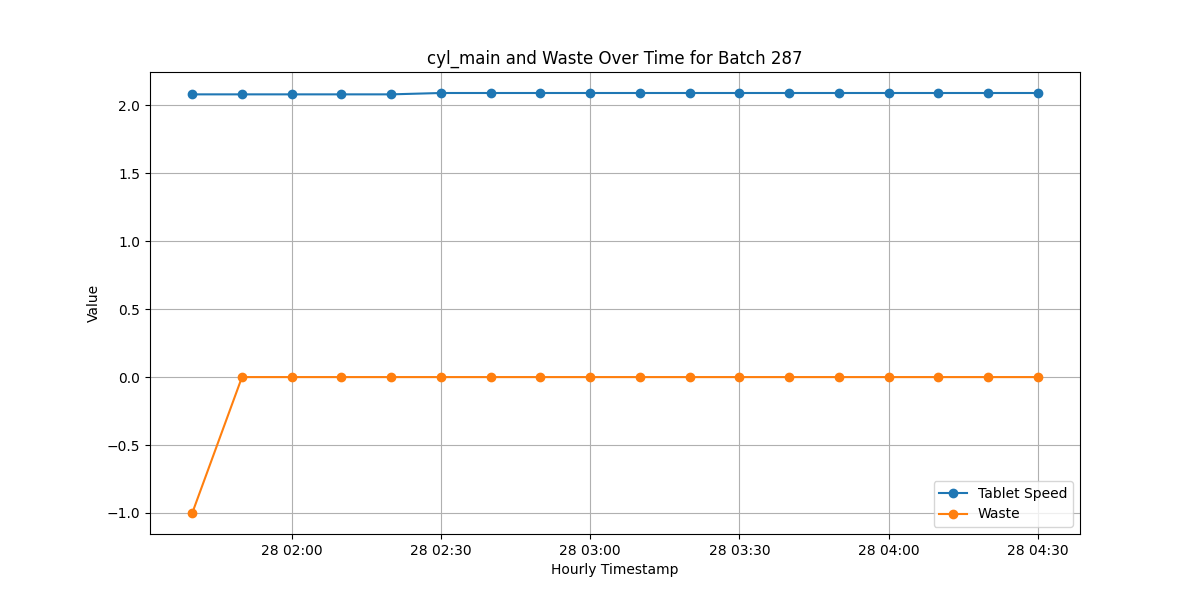 cyl_main and Waste Over Time for Batch 287
2.0
1.5
1.0
0.5
0.0
−0.5
−1.0
Value
Tablet Speed
Waste
28 02:00 28 02:30 28 03:00 28 03:30 28 04:00 28 04:30
Hourly Timestamp